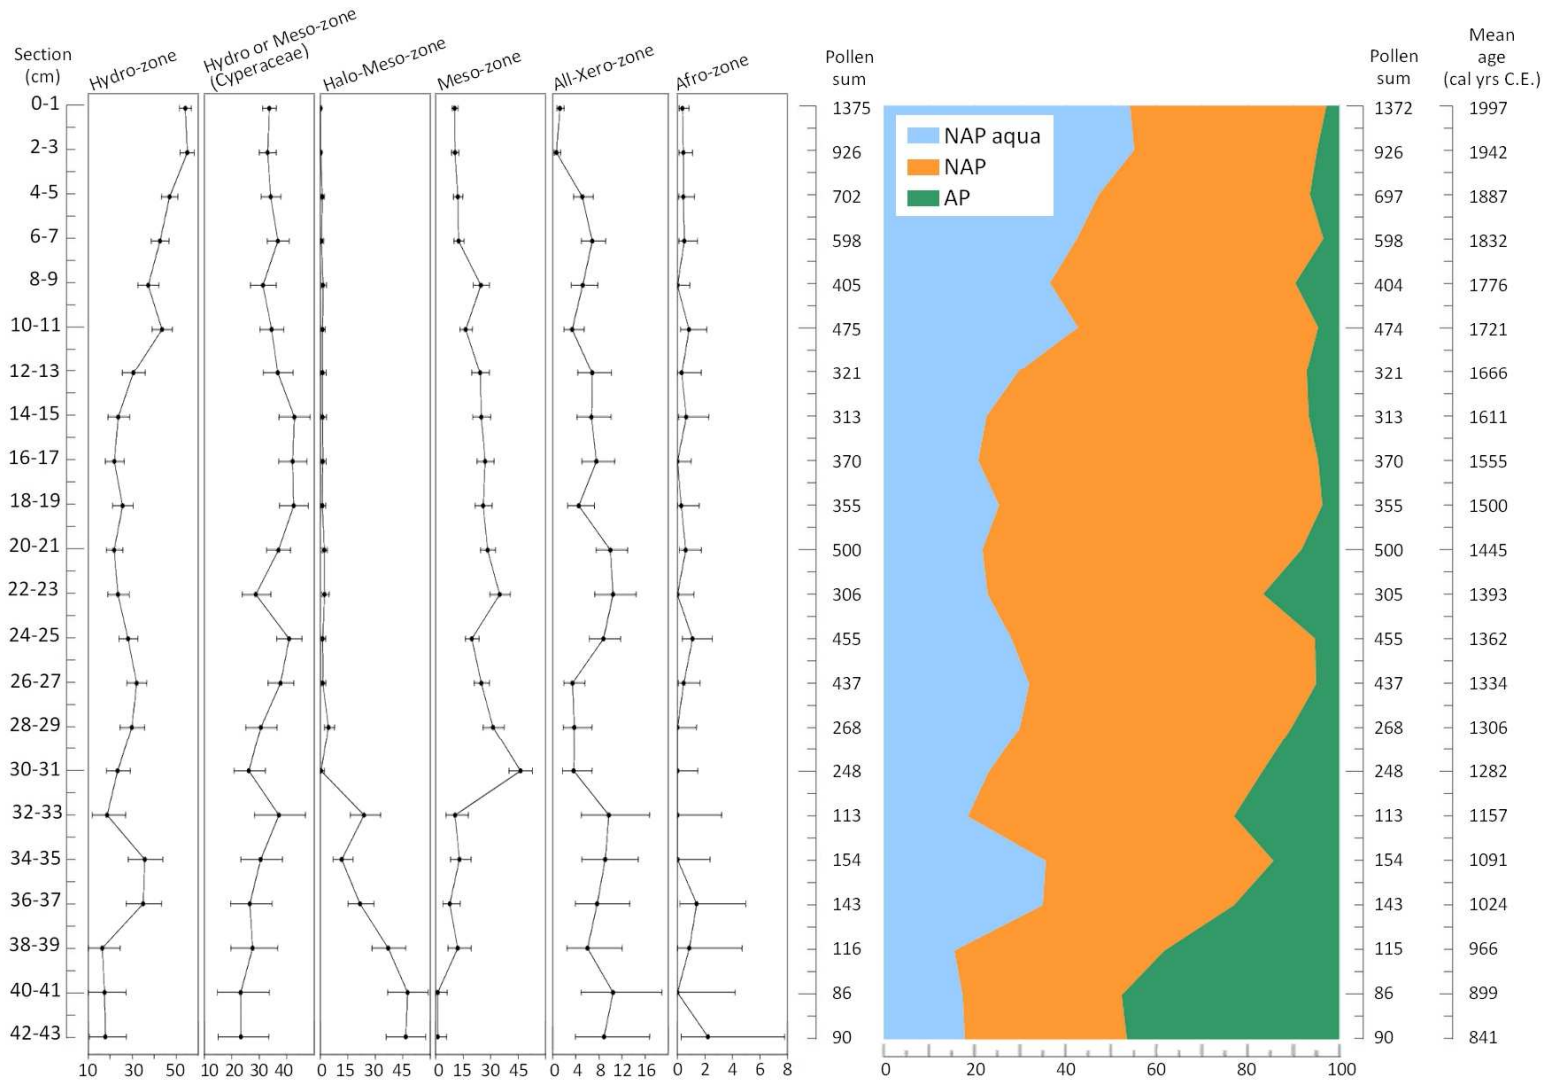 Section
(cm)
Hydro-zone
Hydro or Meso-zone
(Cyperaceae)
Halo-Meso-zone
Meso-zone
All-Xero-zone
Afro-zone
Pollen
sum
Pollen
sum
Mean
age
(cal yrs C.E.)
NAP aqua
NAP
AP
0-1 1375 1372 1997
2-3 926 926 1942
4-5 702 697 1887
6-7 598 598 1832
8-9 405 404 1776
10-11 475 474 1721
12-13 321 321 1666
14-15 313 313 1611
16-17 370 370 1555
18-19 355 355 1500
20-21 500 500 1445
22-23 306 305 1393
24-25 455 455 1362
26-27 437 437 1334
28-29 268 268 1306
30-31 248 248 1282
32-33 113 113 1157
34-35 154 154 1091
36-37 143 143 1024
38-39 116 115 966
40-41 86 86 899
42-43 90 90 841
10 30 50 10 20 30 40 0 15 30 45 0 15 30 45 0 4 8 12 16 0 2 4 6 8 0 20 40 60 80 100